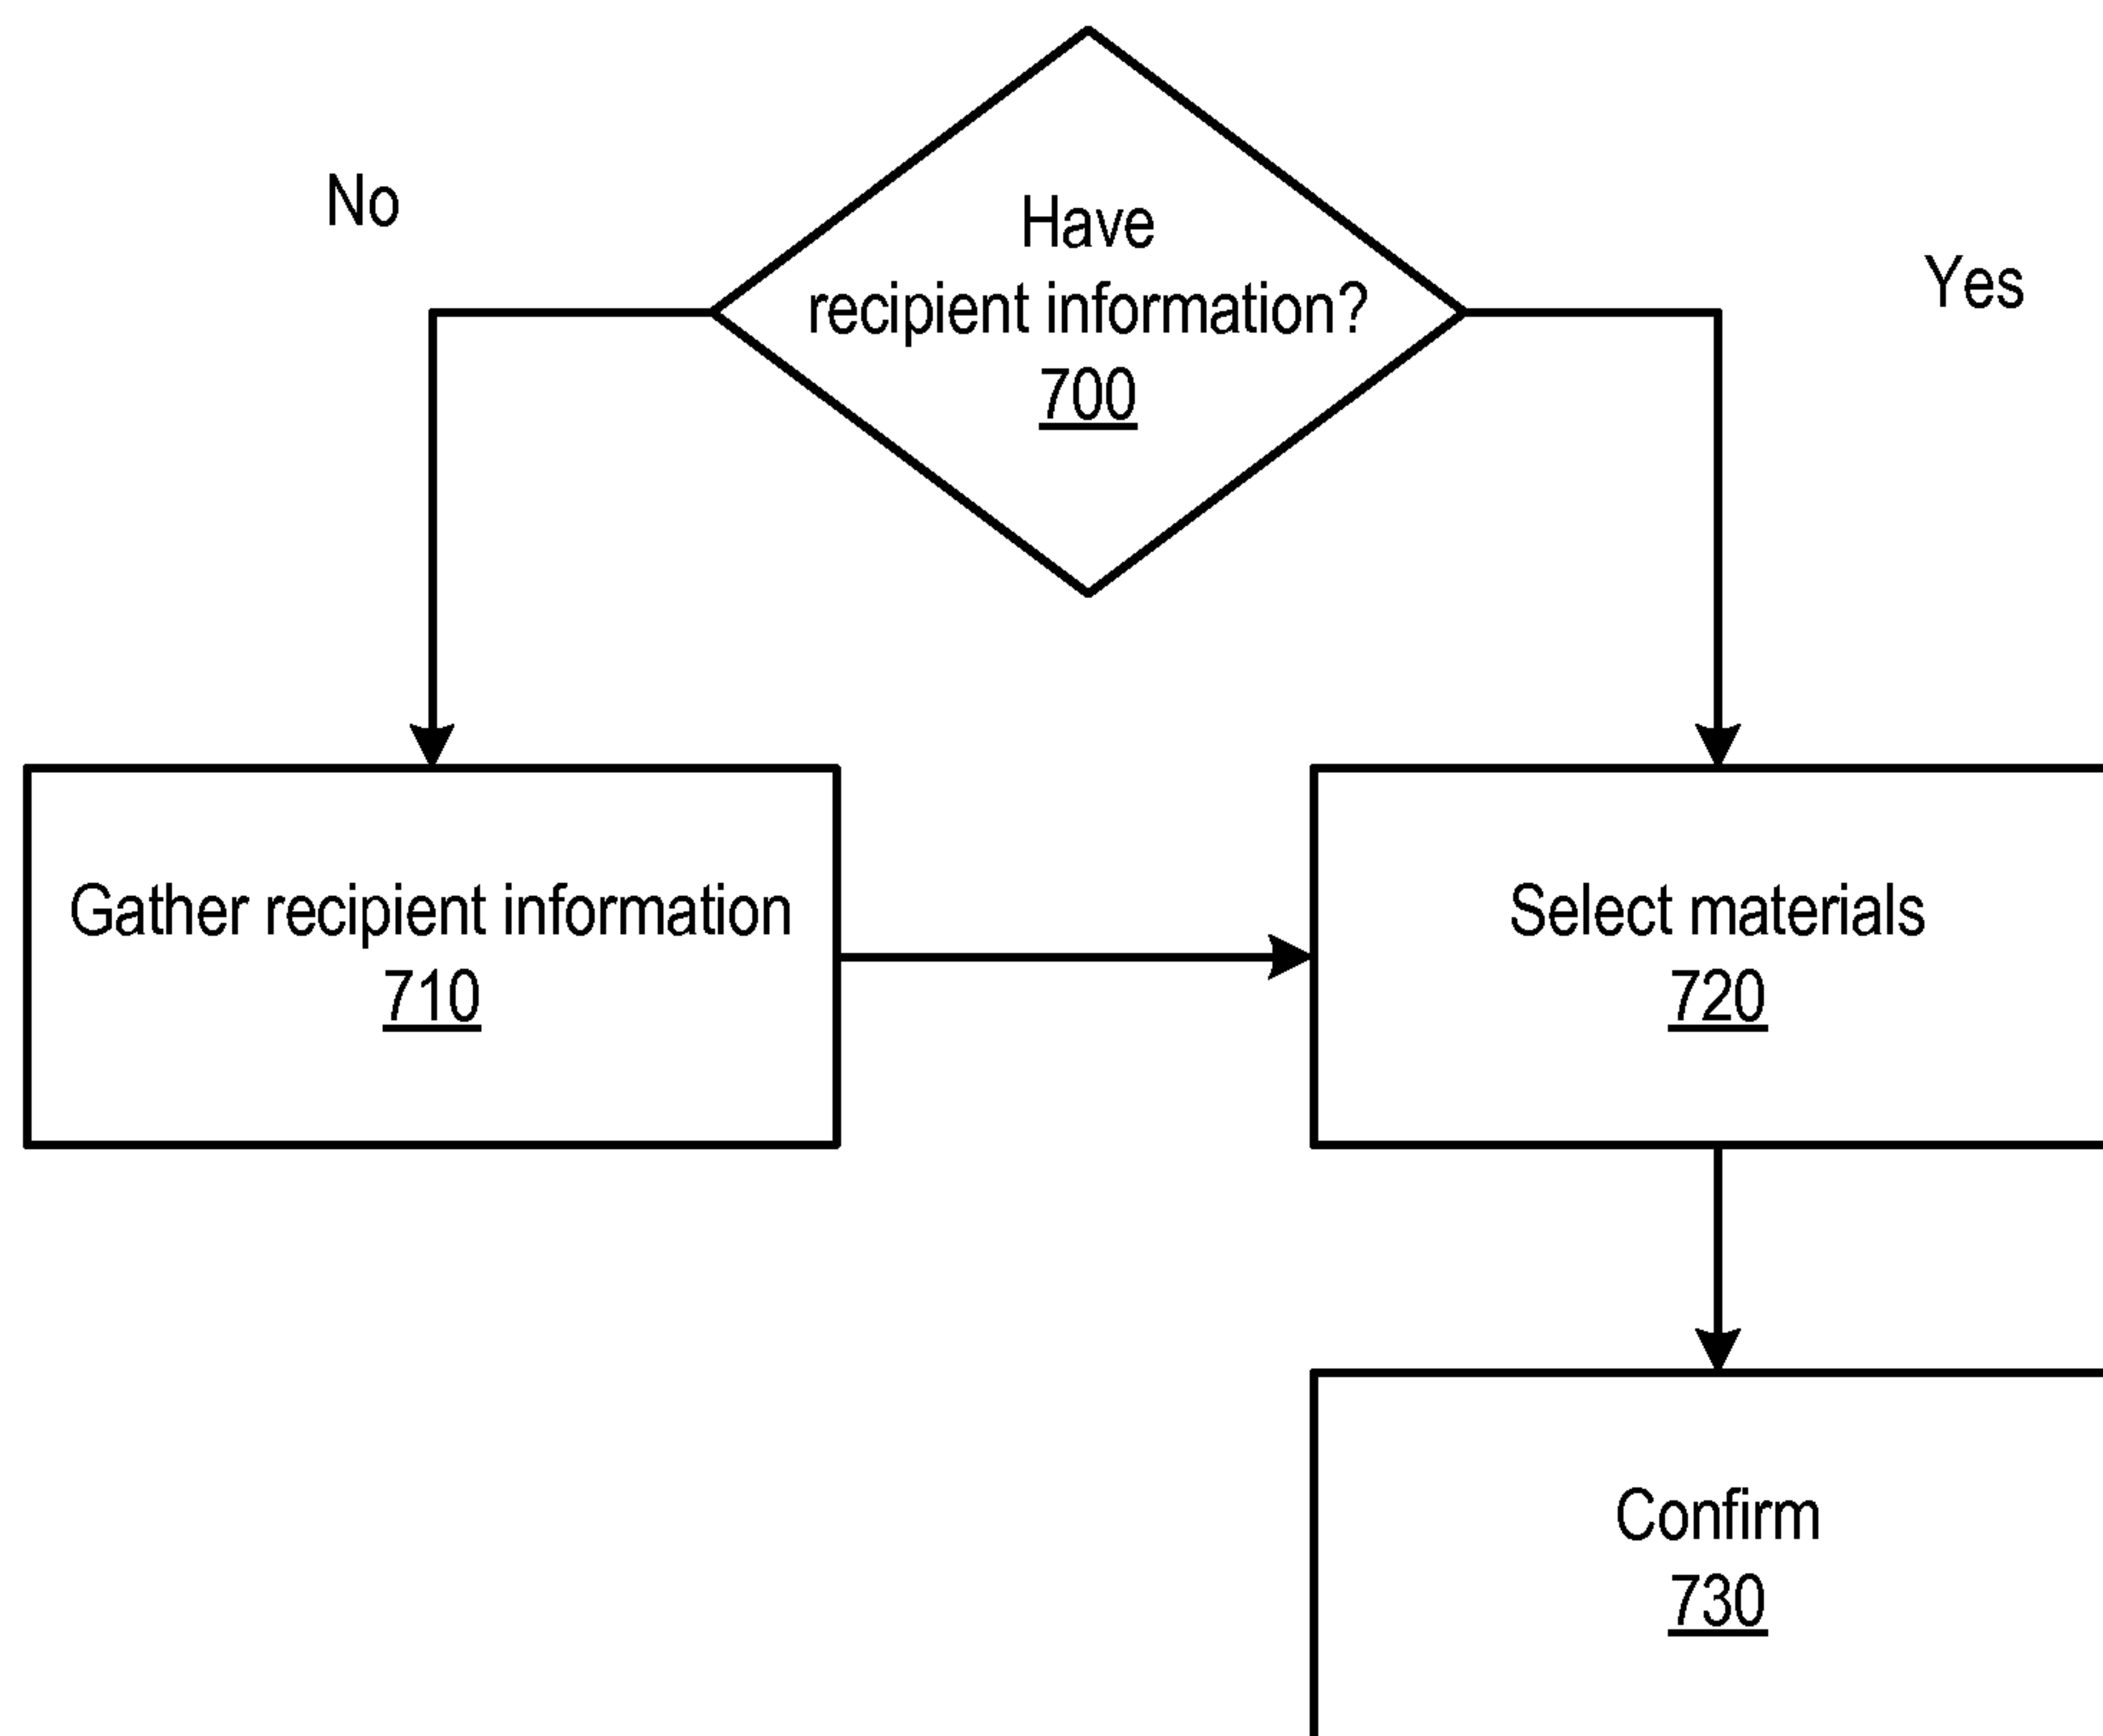 No
Have
recipient information?
700
Yes
Gather recipient information
710
Select materials
720
Confirm
730